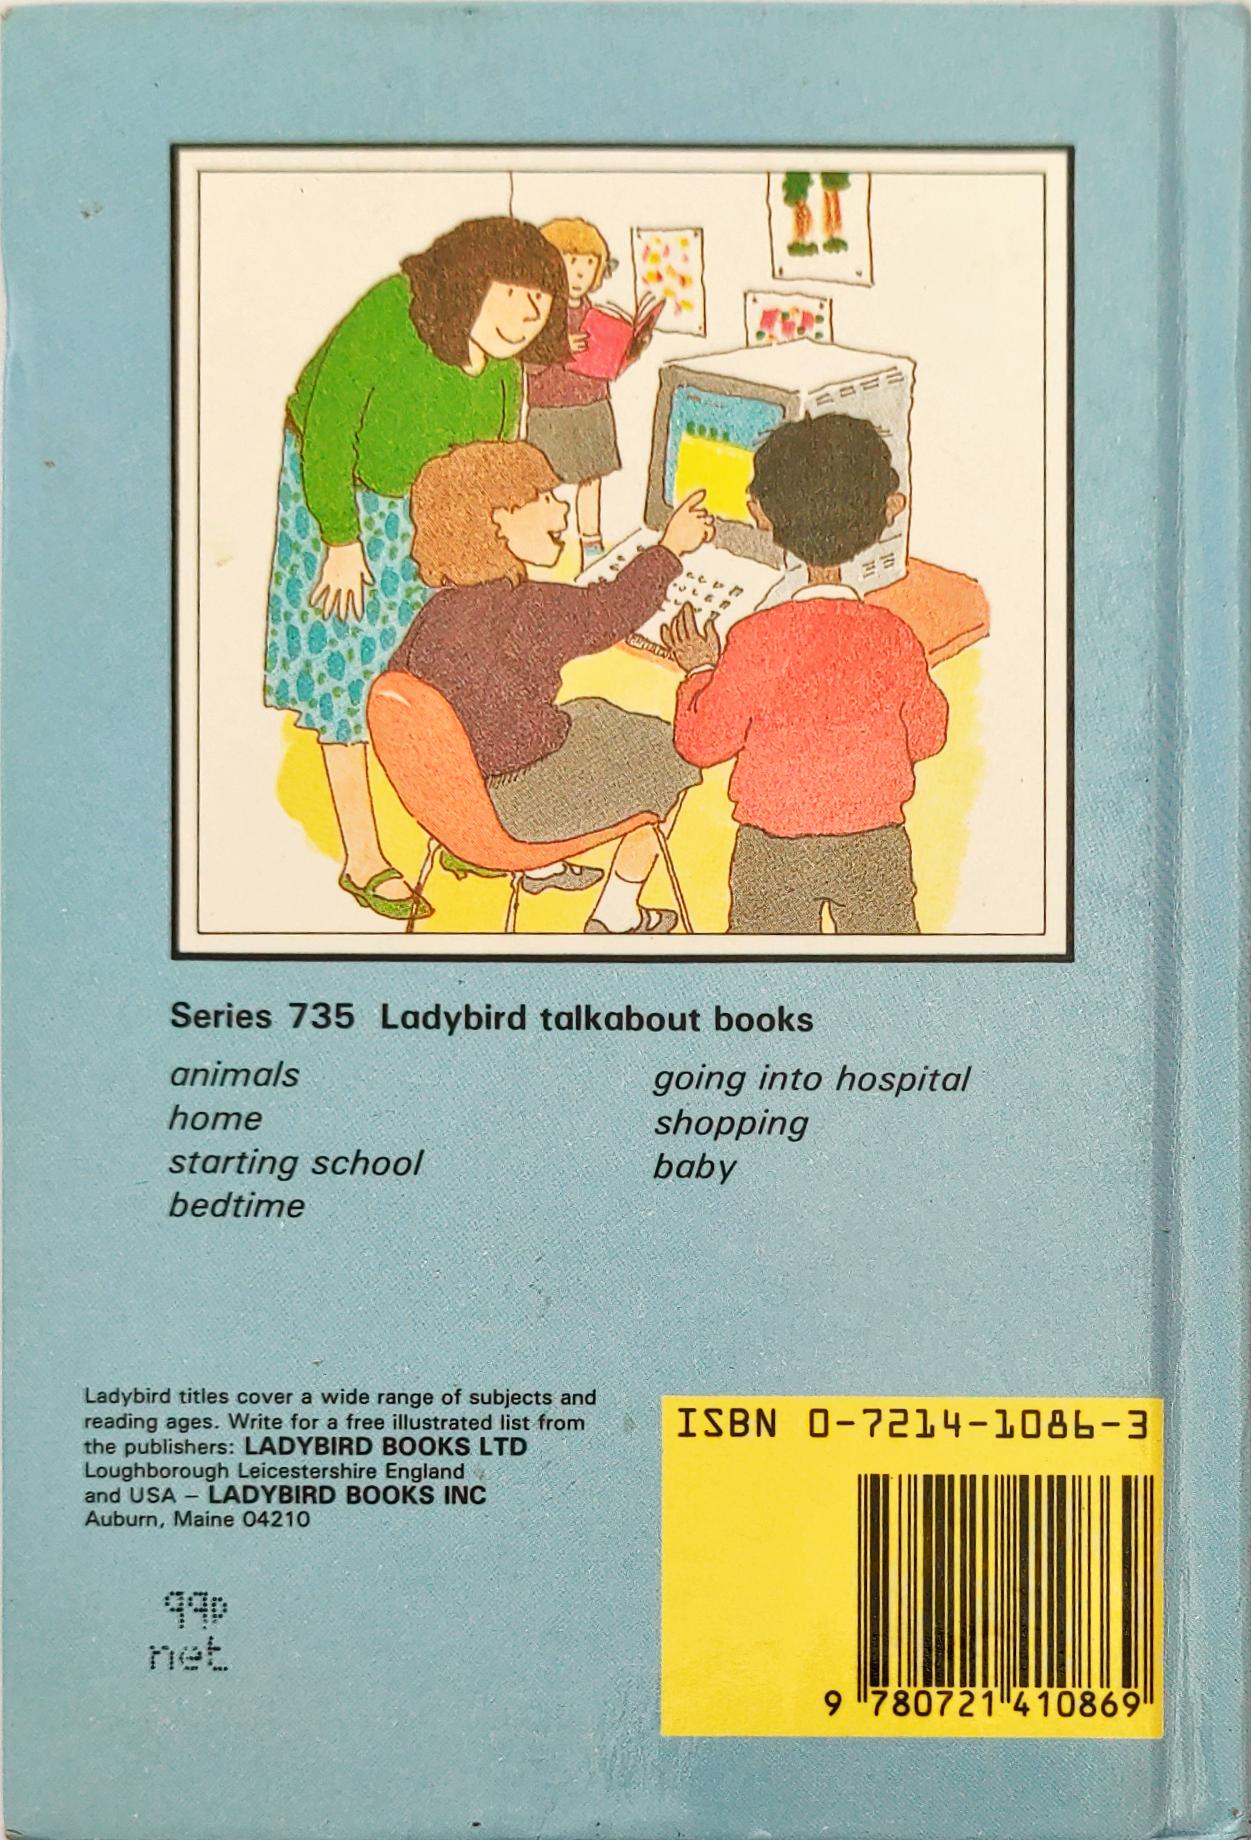 Series 735 Ladybird talkabout books
animals
home
starting school
bedtime
going into hospital
shopping
baby
Ladybird titles cover a wide range of subjects and
reading ages. Write for a free illustrated list from
the publishers: LADYBIRD BOOKS LTD
Loughborough Leicestershire England
and USA – LADYBIRD BOOKS INC
Auburn, Maine 04210
99p
net
ISBN 0-7214-1086-3
9 780721 410869